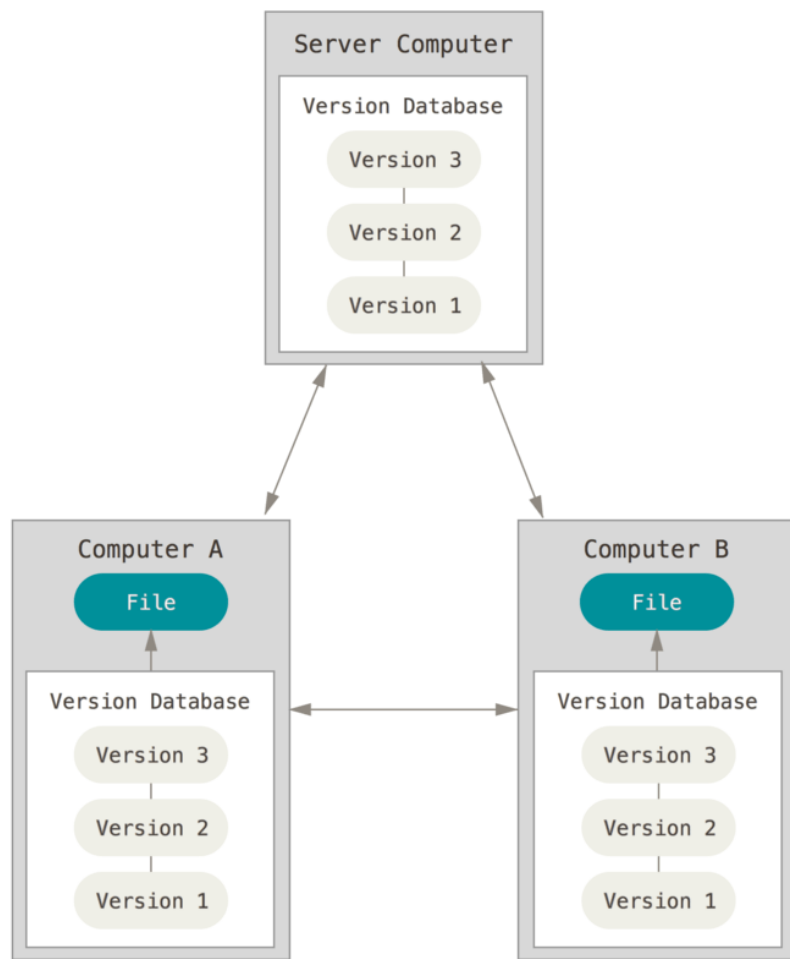 Server Computer
Version Database
Version 3
Version 2
Version 1
Computer A
File
Version Database
Version 3
Version 2
Version 1
Computer B
File
Version Database
Version 3
Version 2
Version 1